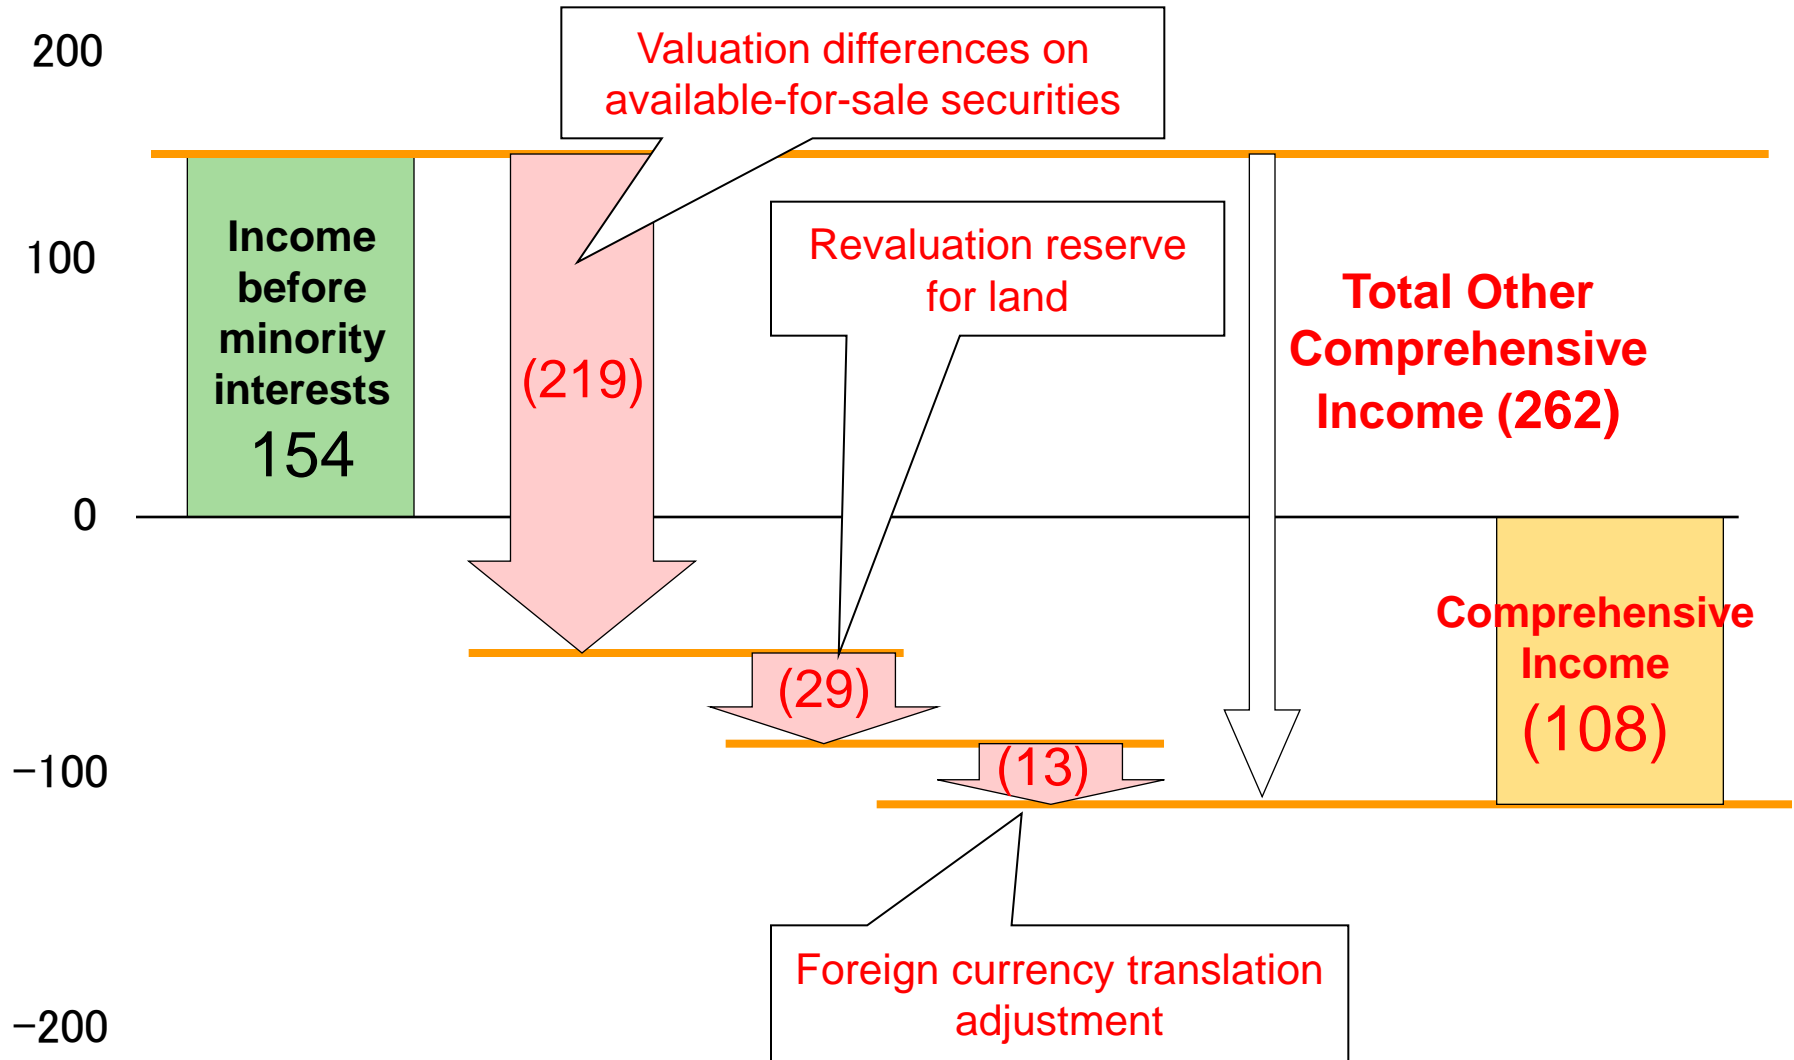 200
100
0
-100
-200
Valuation differences on
available-for-sale securities
Income
before
minority
interests
154
(219)
Revaluation reserve
for land
(29)
(13)
Foreign currency translation
adjustment
Total Other
Comprehensive
Income (262)
Comprehensive
Income
(108)